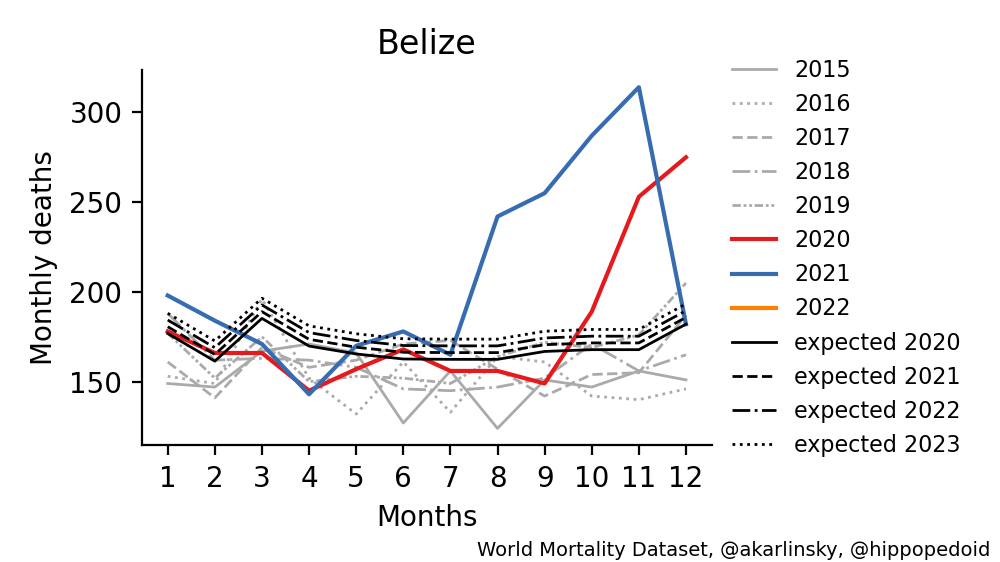 Belize
Monthly deaths
300
250
200
150
1 2 3 4 5 6 7 8 9 10 11 12
Months
2015
2016
2017
2018
2019
2020
2021
2022
expected 2020
expected 2021
expected 2022
expected 2023
World Mortality Dataset, @akarlinsky, @hippopedoid